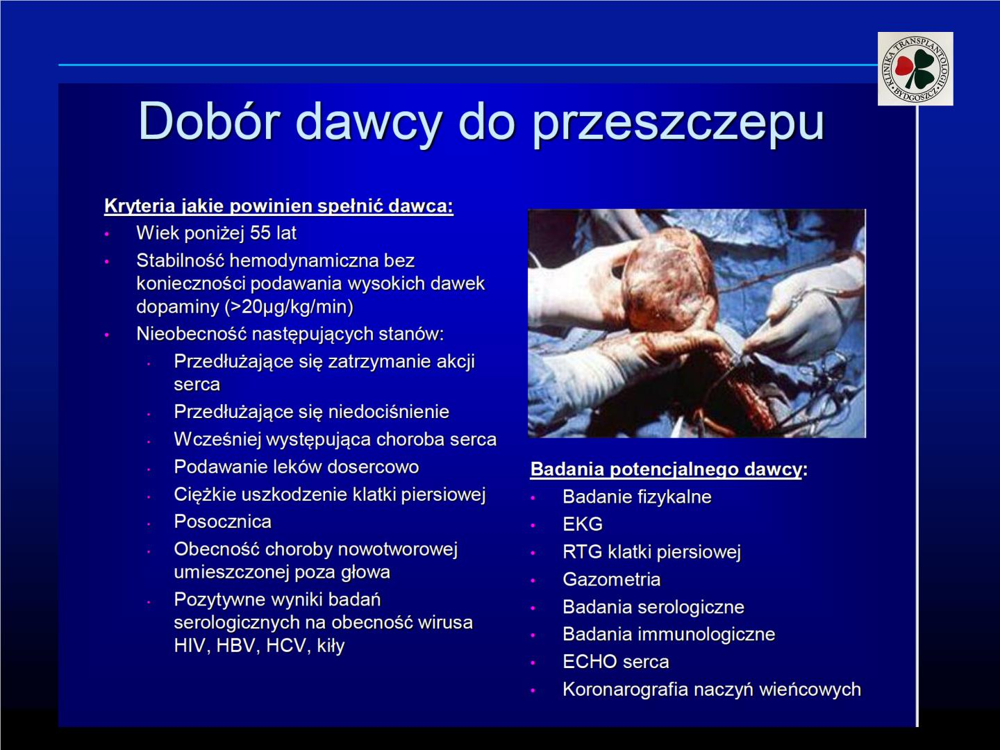 KLINIKA TRANSPLANTOLOGII
BYDGOSZCZ
Dobór dawcy do przeszczepu
Kryteria jakie powinien spełnić dawca:
• Wiek poniżej 55 lat
• Stabilność hemodynamiczna bez
konieczności podawania wysokich dawek
dopaminy (>20µg/kg/min)
• Nieobecność następujących stanów:
• Przedłużające się zatrzymanie akcji
serca
• Przedłużające się niedociśnienie
• Wcześniej występująca choroba serca
• Podawanie leków dosercowo
• Ciężkie uszkodzenie klatki piersiowej
• Posocznica
• Obecność choroby nowotworowej
umieszczonej poza głowa
• Pozytywne wyniki badań
serologicznych na obecność wirusa
HIV, HBV, HCV, kiły
Badania potencjalnego dawcy:
• Badanie fizykalne
• EKG
• RTG klatki piersiowej
• Gazometria
• Badania serologiczne
• Badania immunologiczne
• ECHO serca
• Koronarografia naczyń wieńcowych